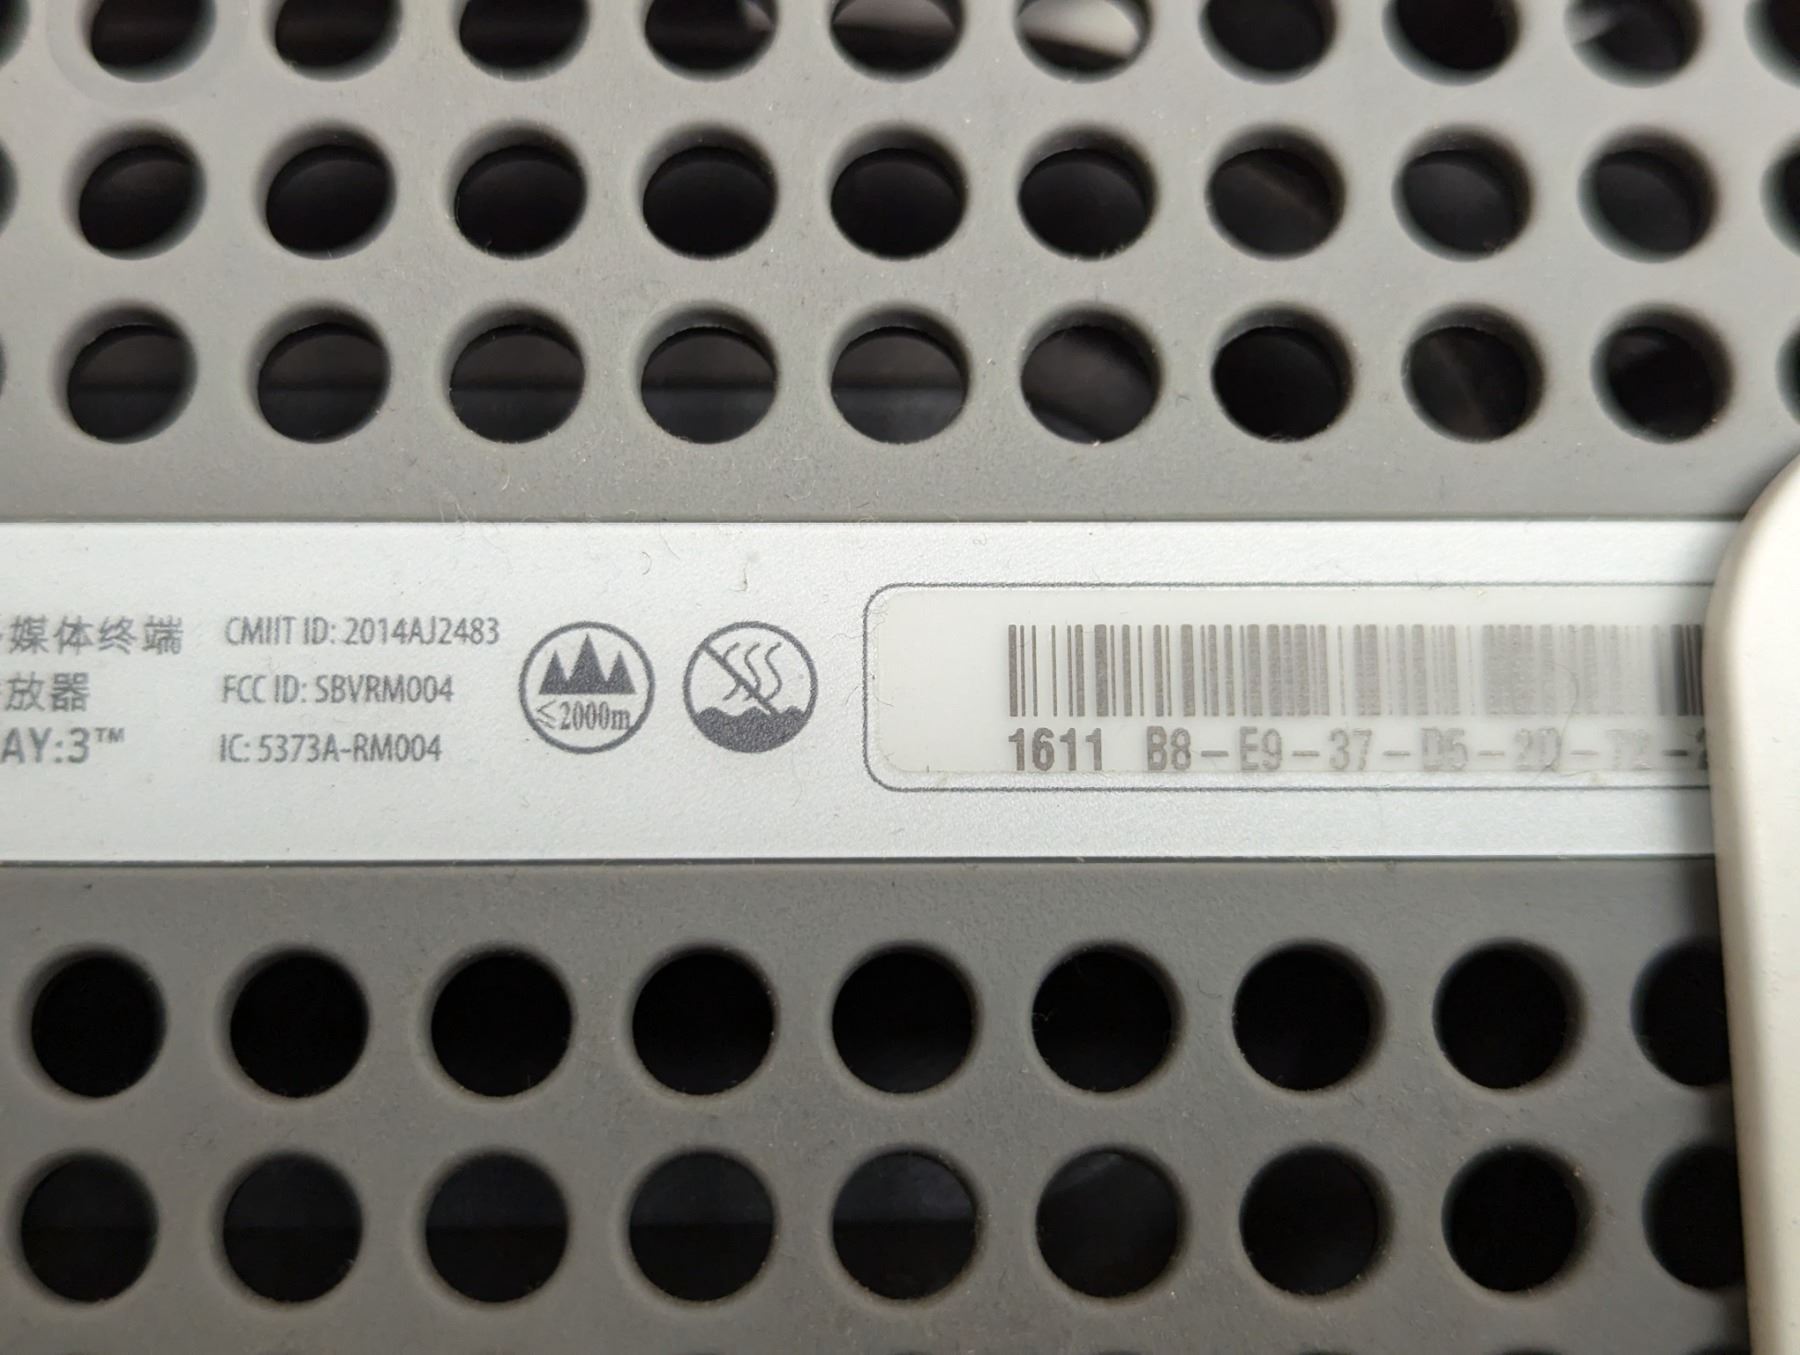 媒体终端
放器
AY:3™
CMIIT ID: 2014AJ2483
FCC ID: SBVRM004
IC: 5373A-RM004
≤2000m
1611 B8-E9-37-D5-2D-